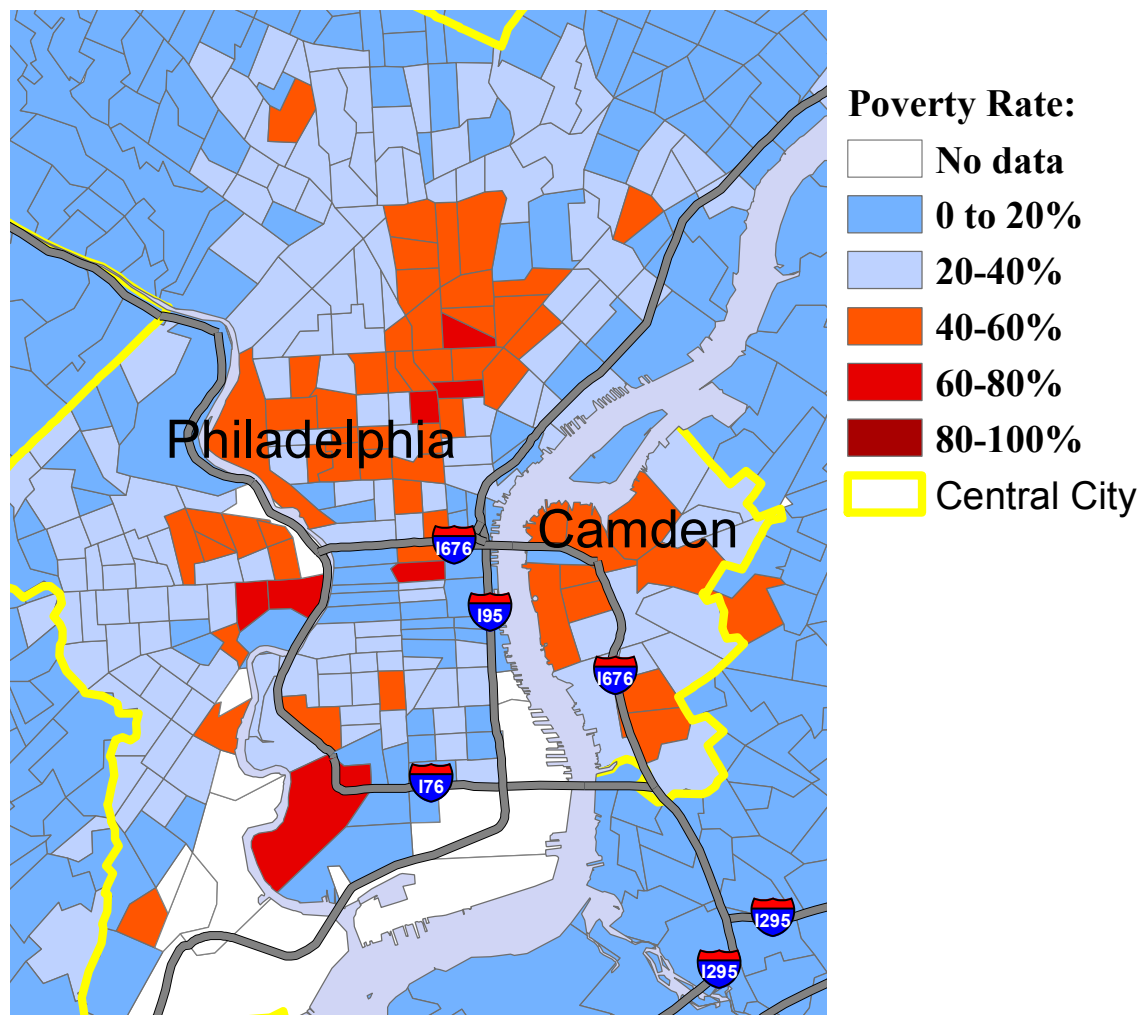 Poverty Rate:
No data
0 to 20%
20-40%
40-60%
60-80%
80-100%
Central City
Philadelphia
Camden
I676
I95
I676
I76
I295
I295